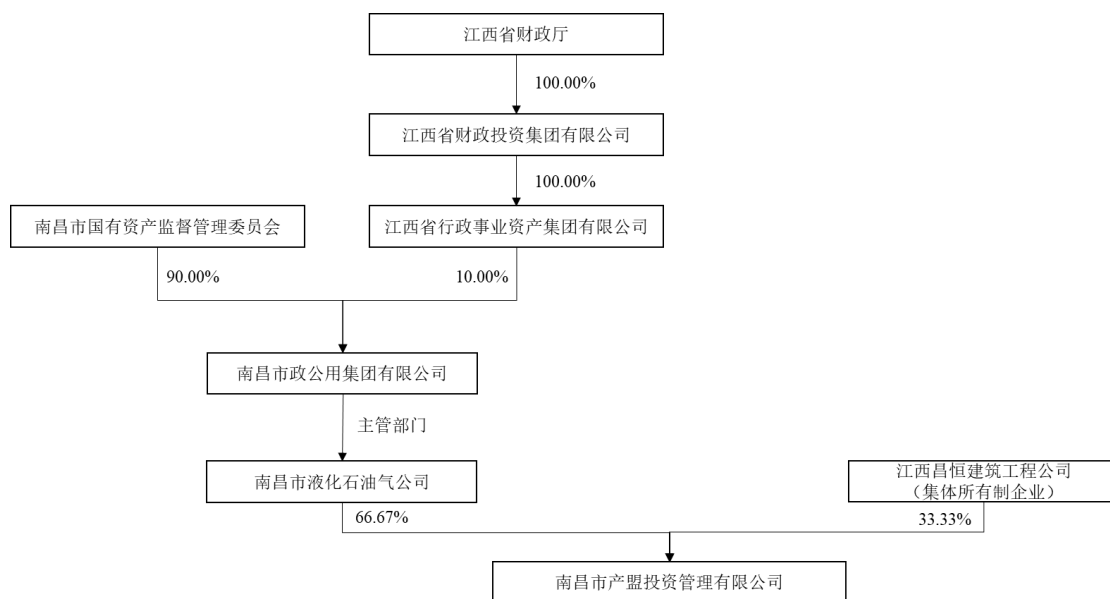 江西省财政厅
100.00%
江西省财政投资集团有限公司
100.00%
南昌市国有资产监督管理委员会
江西省行政事业资产集团有限公司
90.00%
10.00%
南昌市政公用集团有限公司
主管部门
南昌市液化石油气公司
江西昌恒建筑工程公司
（集体所有制企业）
66.67%
33.33%
南昌市产盟投资管理有限公司